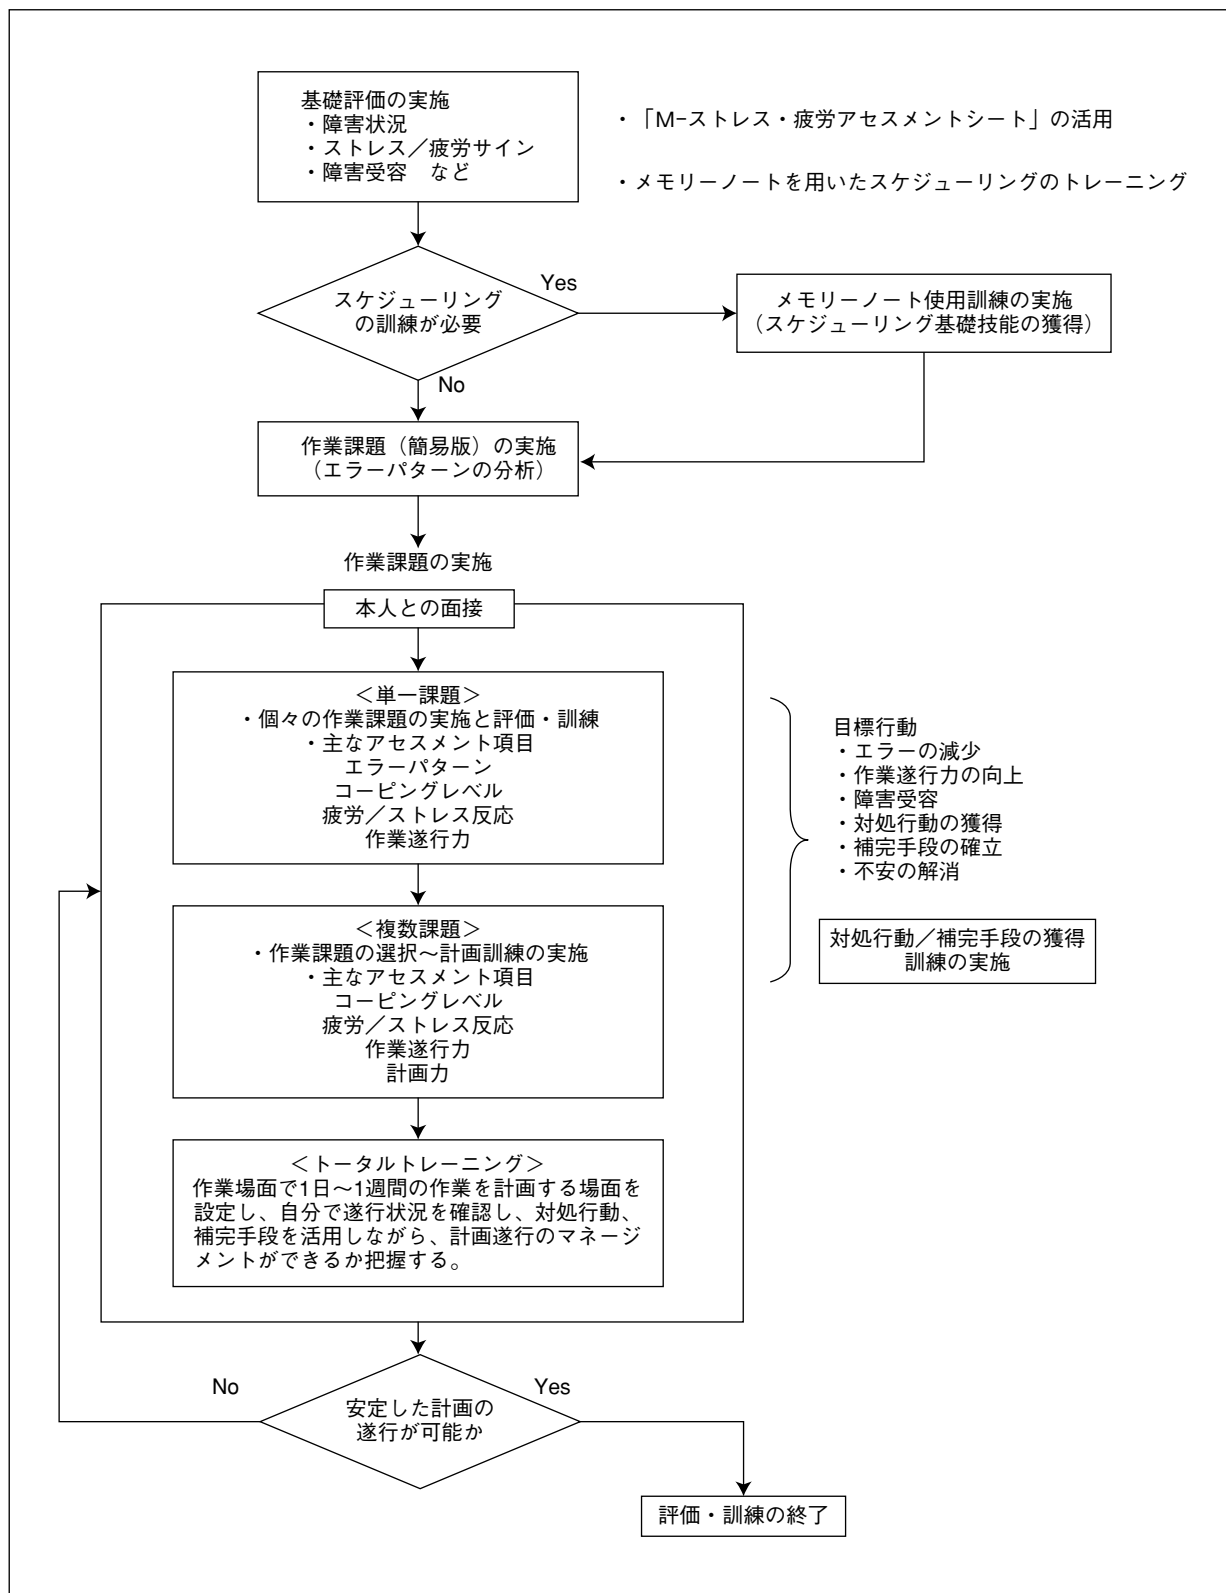 基礎評価の実施
・障害状況
・ストレス／疲労サイン
・障害受容　など
・「M-ストレス・疲労アセスメントシート」の活用
・メモリーノートを用いたスケジューリングのトレーニング
スケジューリング
の訓練が必要
Yes
No
メモリーノート使用訓練の実施
（スケジューリング基礎技能の獲得）
作業課題（簡易版）の実施
（エラーパターンの分析）
作業課題の実施
本人との面接
＜単一課題＞
・個々の作業課題の実施と評価・訓練
・主なアセスメント項目
エラーパターン
コーピングレベル
疲労／ストレス反応
作業遂行力
＜複数課題＞
・作業課題の選択〜計画訓練の実施
・主なアセスメント項目
コーピングレベル
疲労／ストレス反応
作業遂行力
計画力
＜トータルトレーニング＞
作業場面で1日〜1週間の作業を計画する場面を
設定し、自分で遂行状況を確認し、対処行動、
補完手段を活用しながら、計画遂行のマネージ
メントができるか把握する。
目標行動
・エラーの減少
・作業遂行力の向上
・障害受容
・対処行動の獲得
・補完手段の確立
・不安の解消
対処行動／補完手段の獲得
訓練の実施
No
Yes
安定した計画の
遂行が可能か
評価・訓練の終了